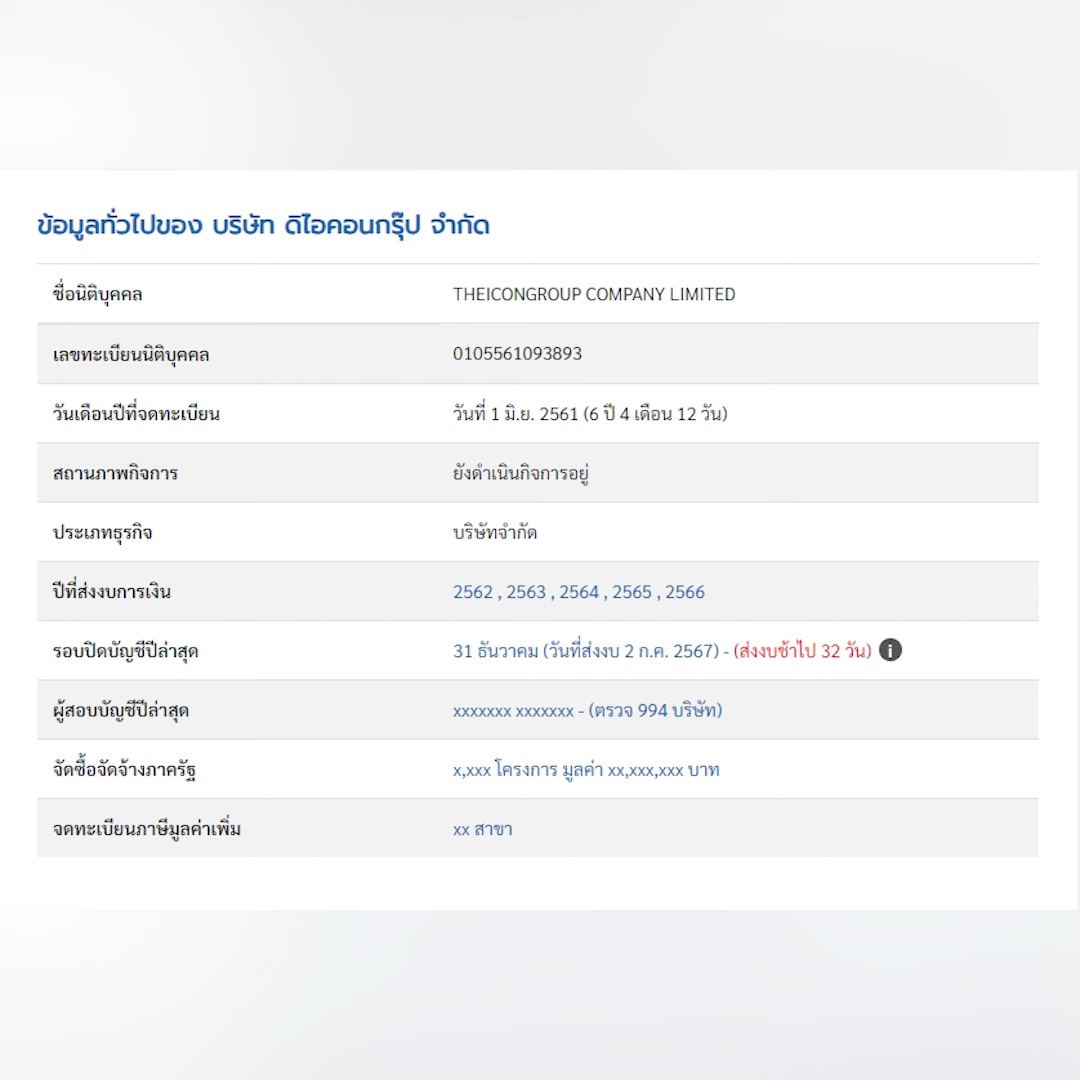 ข้อมูลทั่วไปของ บริษัท ดิไอคอนกรุ๊ป จำกัด
ชื่อนิติบุคคล THEICONGROUP COMPANY LIMITED
เลขทะเบียนนิติบุคคล 0105561093893
วันเดือนปีที่จดทะเบียน วันที่ 1 มิ.ย. 2561 (6 ปี 4 เดือน 12 วัน)
สถานภาพกิจการ ยังดำเนินกิจการอยู่
ประเภทธุรกิจ บริษัทจำกัด
ปีที่ส่งงบการเงิน 2562 , 2563 , 2564 , 2565 , 2566
รอบปิดบัญชีปีล่าสุด 31 ธันวาคม (วันที่ส่งงบ 2 ก.ค. 2567) - (ส่งงบช้าไป 32 วัน) i
ผู้สอบบัญชีปีล่าสุด xxxxxxx xxxxxxx - (ตรวจ 994 บริษัท)
จัดซื้อจัดจ้างภาครัฐ x,xxx โครงการ มูลค่า xx,xxx,xxx บาท
จดทะเบียนภาษีมูลค่าเพิ่ม xx สาขา